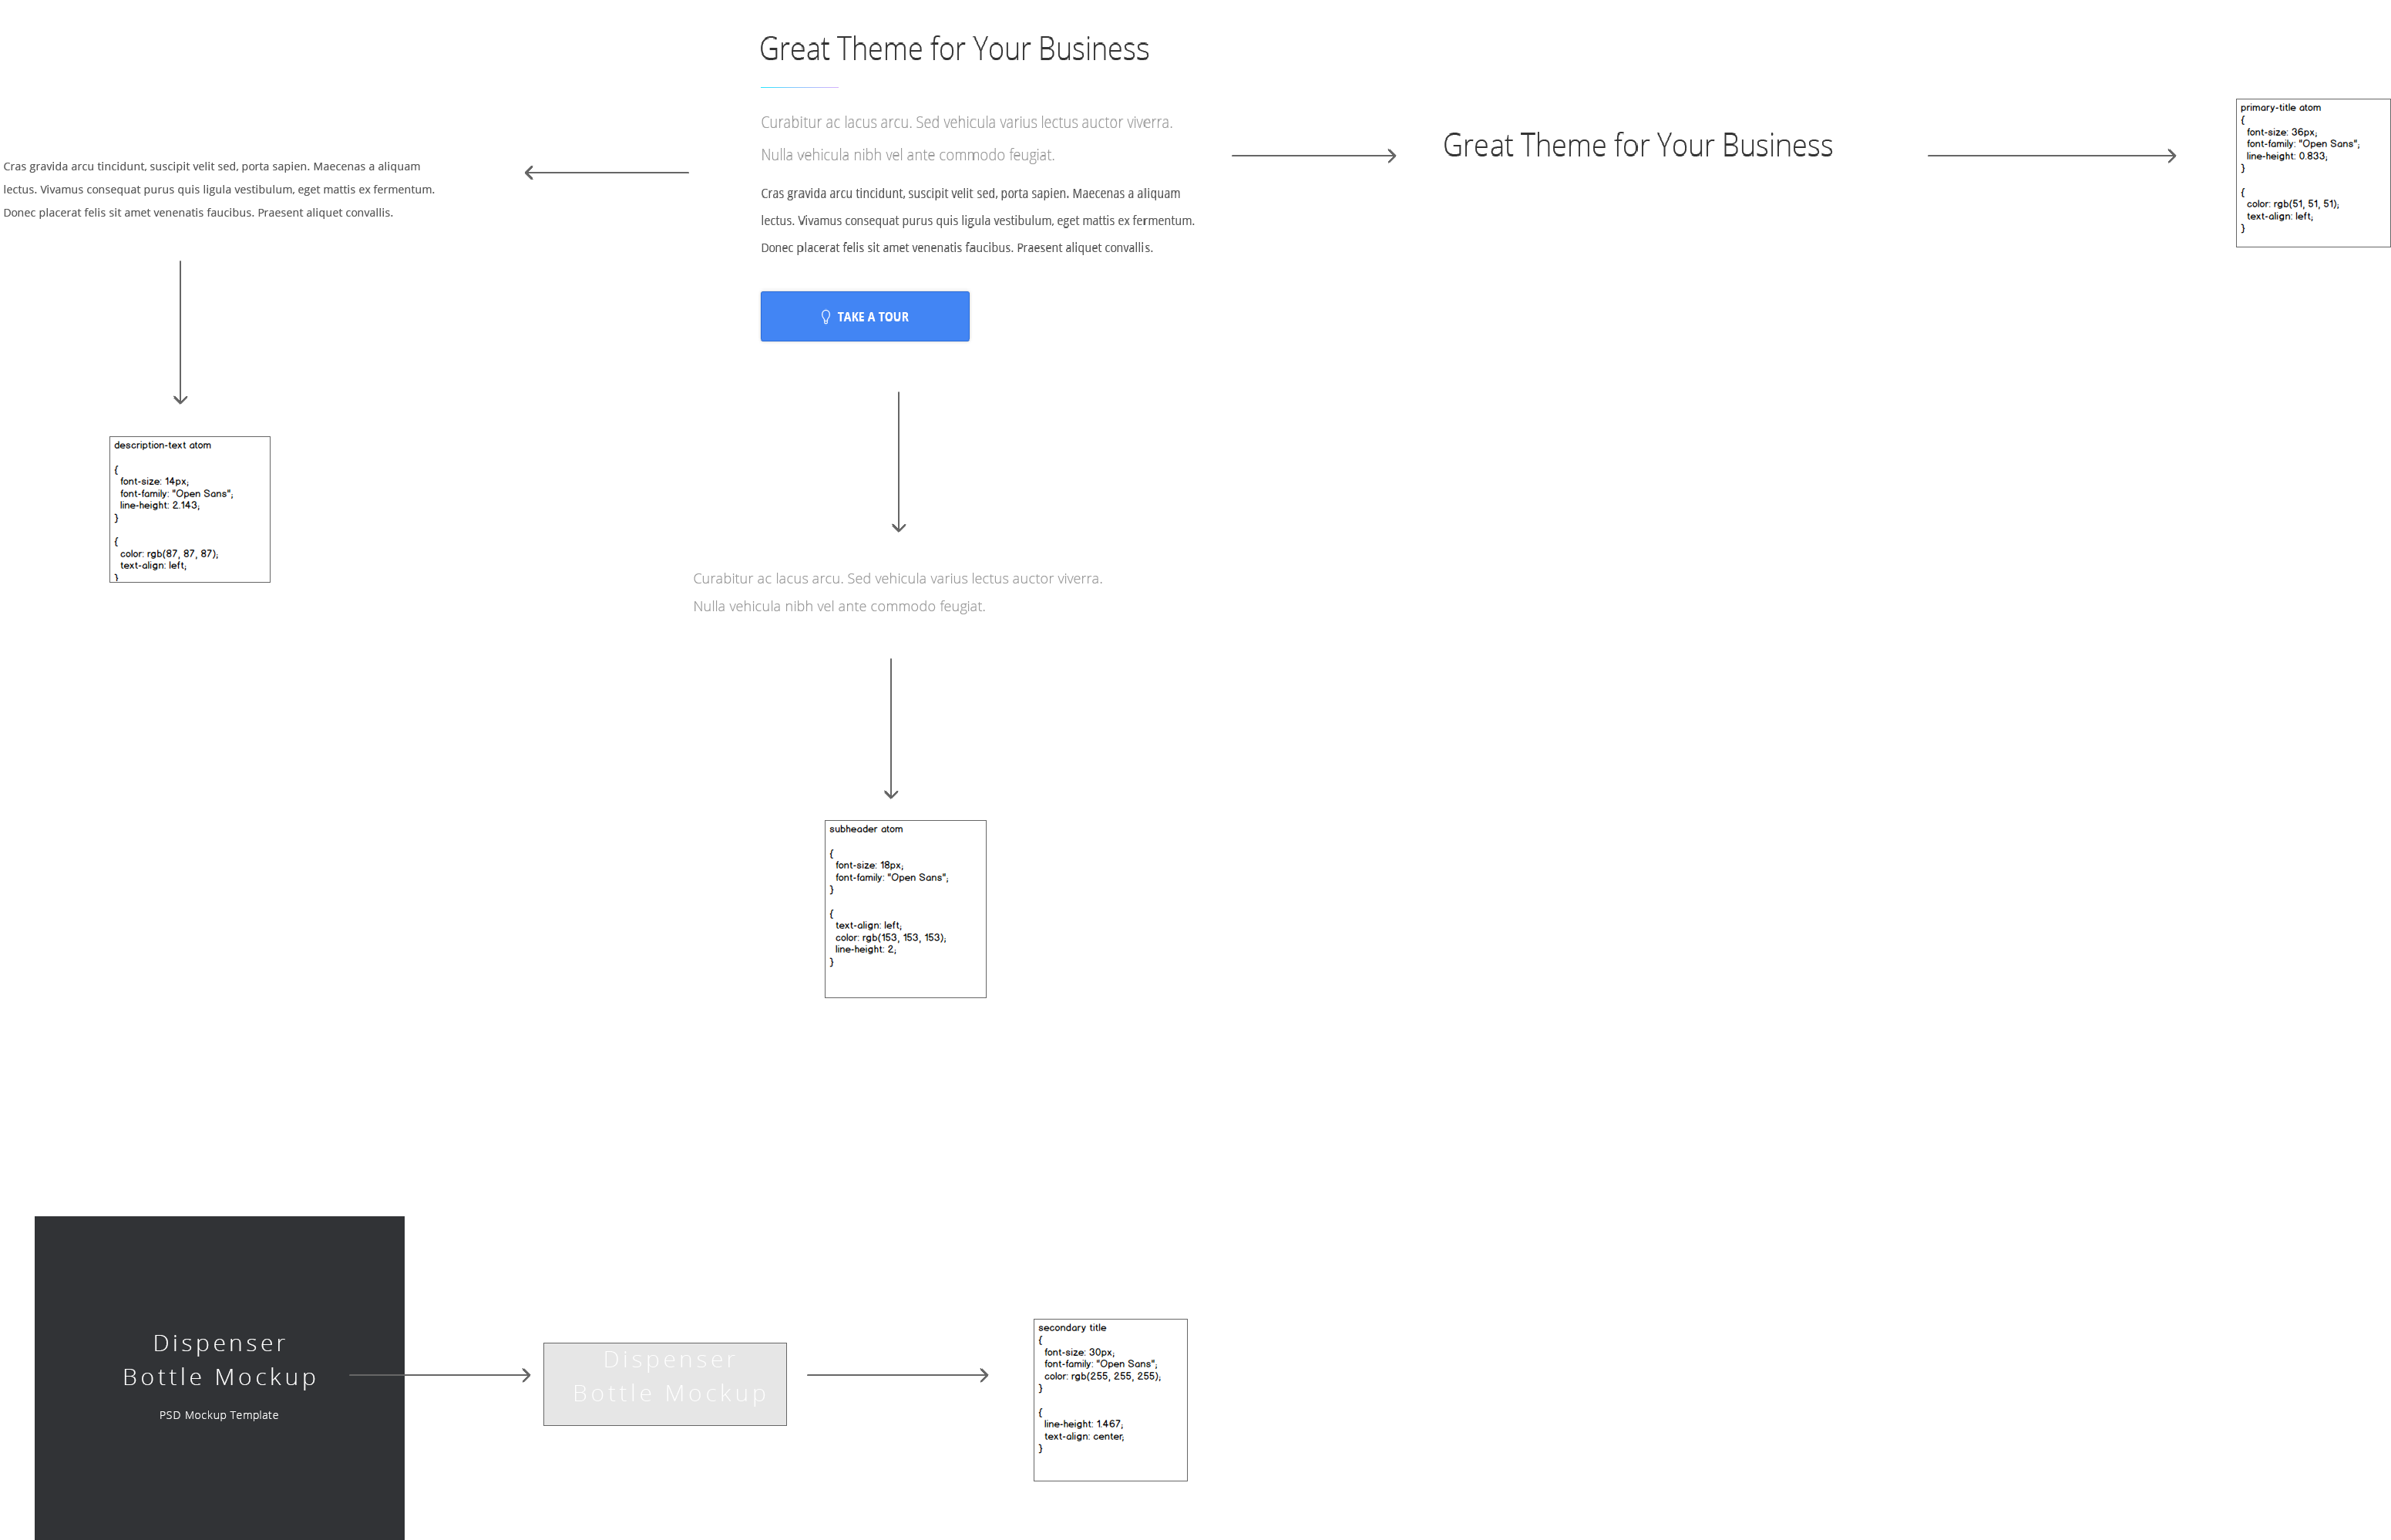 Great Theme for Your Business
Curabitur ac lacus arcu. Sed vehicula varius lectus auctor viverra.
Nulla vehicula nibh vel ante commodo feugiat.
Cras gravida arcu tincidunt, suscipit velit sed, porta sapien. Maecenas a aliquam
lectus. Vivamus consequat purus quis ligula vestibulum, eget mattis ex fermentum.
Donec placerat felis sit amet venenatis faucibus. Praesent aliquet convallis.
TAKE A TOUR
Cras gravida arcu tincidunt, suscipit velit sed, porta sapien. Maecenas a aliquam
lectus. Vivamus consequat purus quis ligula vestibulum, eget mattis ex fermentum.
Donec placerat felis sit amet venenatis faucibus. Praesent aliquet convallis.
description-text atom
{
font-size: 14px;
font-family: "Open Sans";
line-height: 2.143;
}
{
color: rgb(87, 87, 87);
text-align: left;
}
Great Theme for Your Business
primary-title atom
{
font-size: 36px;
font-family: "Open Sans";
line-height: 0.833;
}
{
color: rgb(51, 51, 51);
text-align: left;
}
Curabitur ac lacus arcu. Sed vehicula varius lectus auctor viverra.
Nulla vehicula nibh vel ante commodo feugiat.
subheader atom
{
font-size: 18px;
font-family: "Open Sans";
}
{
text-align: left;
color: rgb(153, 153, 153);
line-height: 2;
}
Dispenser
Bottle Mockup
PSD Mockup Template
Dispenser
Bottle Mockup
secondary title
{
font-size: 30px;
font-family: "Open Sans";
color: rgb(255, 255, 255);
}
{
line-height: 1.467;
text-align: center;
}